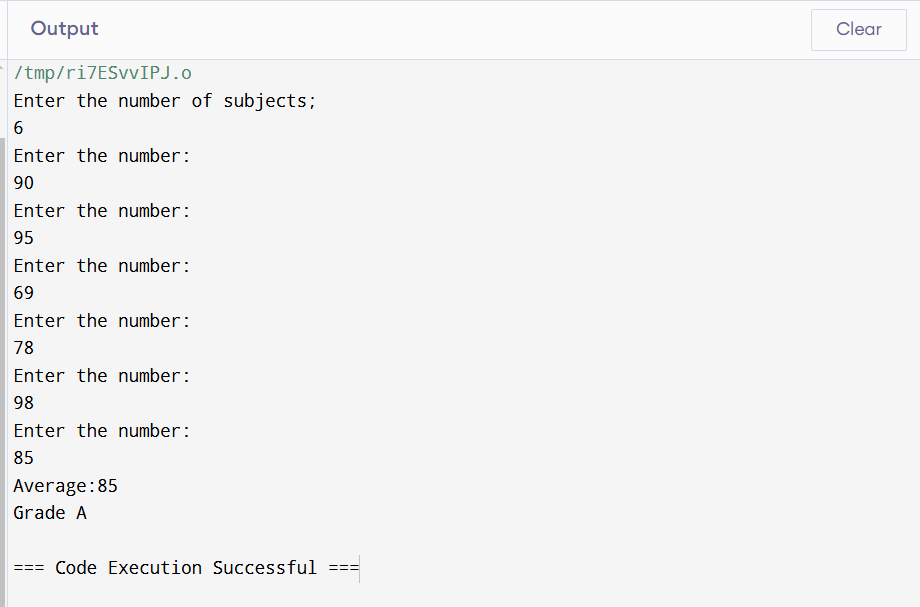 Output
Clear
/tmp/ri7ESvvIPJ.o
Enter the number of subjects;
6
Enter the number:
90
Enter the number:
95
Enter the number:
69
Enter the number:
78
Enter the number:
98
Enter the number:
85
Average:85
Grade A
=== Code Execution Successful ===